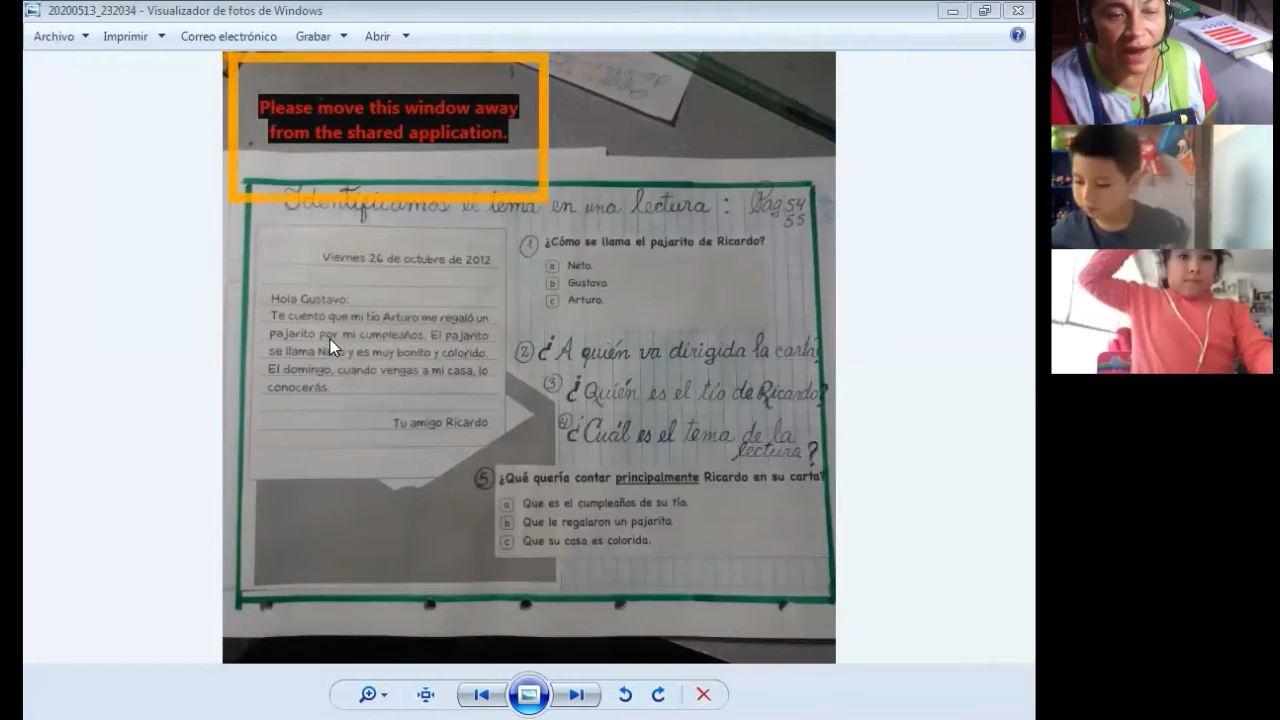 20200513_232034 - Visualizador de fotos de Windows
Archivo Imprimir Correo electrónico Grabar Abrir
Please move this window away
from the shared application.
Identificamos el tema en una lectura : Pag 54
55
Viernes 26 de octubre de 2012
Hola Gustavo:
Te cuento que mi tío Arturo me regaló un
pajarito por mi cumpleaños. El pajarito
se llama y es muy bonito y colorido.
El domingo, cuando vengas a mi casa, lo
conocerás.
Tu amigo Ricardo
1 ¿Cómo se llama el pajarito de Ricardo?
a Neto.
b Gustavo.
c Arturo.
2 ¿A quién va dirigida la carta?
3 ¿Quién es el tío de Ricardo?
4 ¿Cuál es el tema de la
lectura?
5 ¿Qué quería contar principalmente Ricardo en su carta?
a Que es el cumpleaños de su tío.
b Que le regalaron un pajarito.
c Que su casa es colorida.